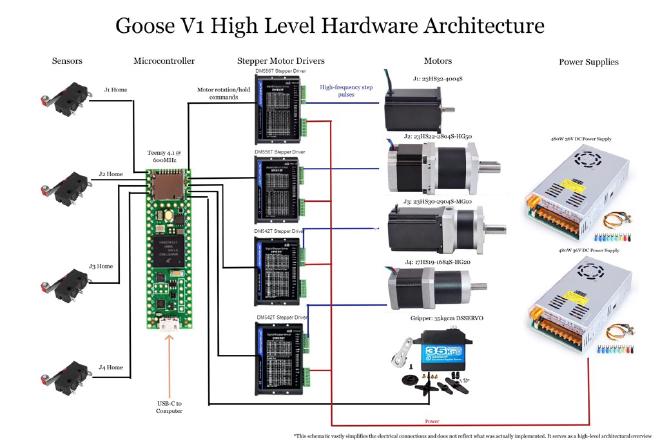 Goose V1 High Level Hardware Architecture
Sensors
Microcontroller
Stepper Motor Drivers
Motors
Power Supplies
J1 Home
J2 Home
J3 Home
J4 Home
Teensy 4.1 @
600MHz
USB-C to
Computer
Motor rotation/hold
commands
DM556T Stepper Driver
DM556T Stepper Driver
DM542T Stepper Driver
DM542T Stepper Driver
High-frequency step
pulses
J1: 23HS32-4004S
J2: 23HS22-2804S-HG50
J3: 23HS30-2904S-MG10
J4: 17HS19-1684S-HG20
Gripper: 35kgcm DSSERVO
35KG
480W 36V DC Power Supply
480W 36V DC Power Supply
Power
*This schematic vastly simplifies the electrical connections and does not reflect what was actually implemented. It serves as a high-level architectural overview